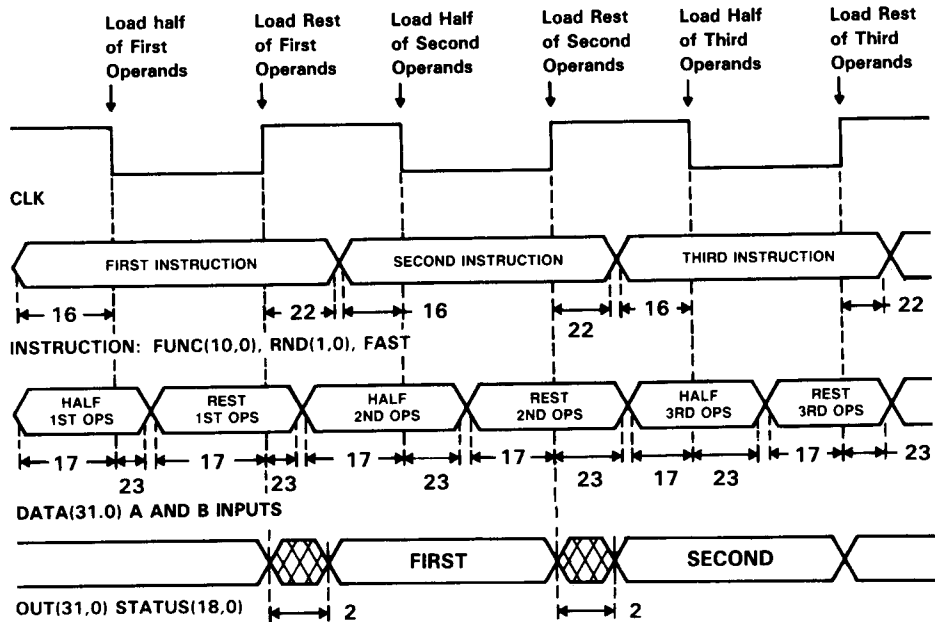 Load half
of First
Operands
Load Rest
of First
Operands
Load Half
of Second
Operands
Load Rest
of Second
Operands
Load Half
of Third
Operands
Load Rest
of Third
Operands
CLK
FIRST INSTRUCTION
SECOND INSTRUCTION
THIRD INSTRUCTION
16
22
16
22
16
22
INSTRUCTION: FUNC(10,0), RND(1,0), FAST
HALF
1ST OPS
REST
1ST OPS
HALF
2ND OPS
REST
2ND OPS
HALF
3RD OPS
REST
3RD OPS
17
23
17
23
17
23
17
23
17
23
17
23
DATA(31.0) A AND B INPUTS
FIRST
SECOND
OUT(31,0) STATUS(18,0)
2
2